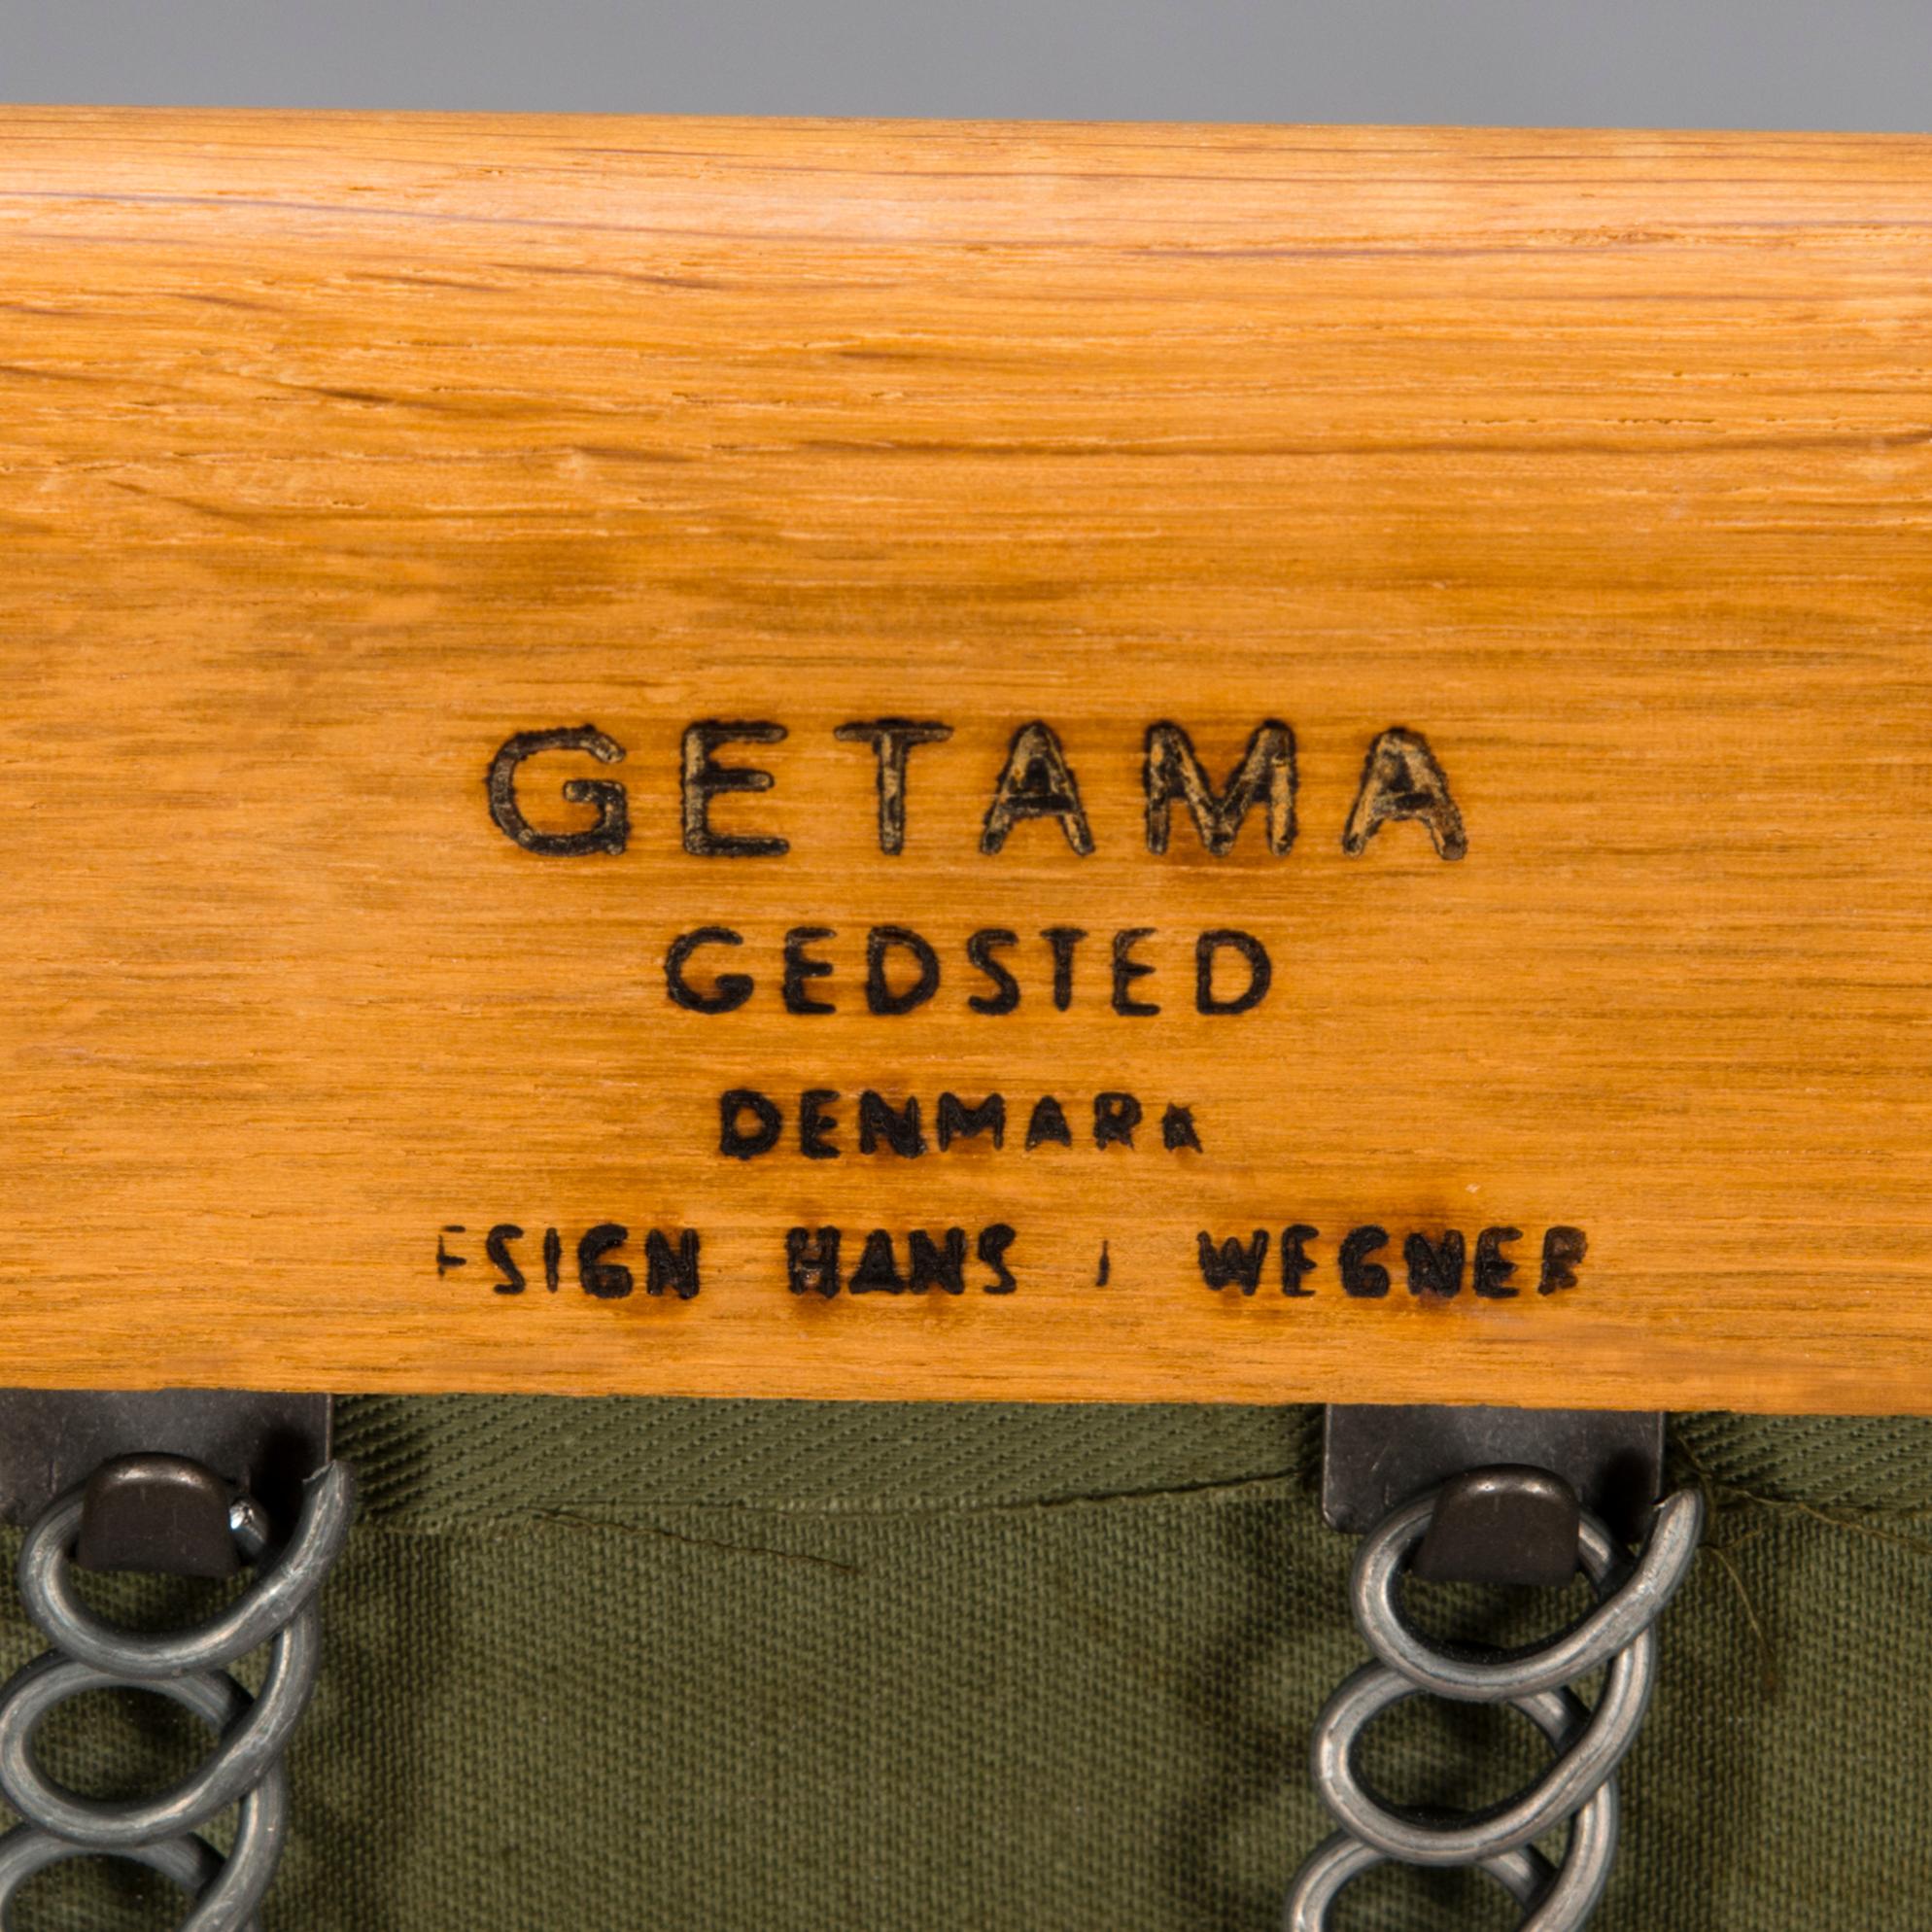 GETAMA
GEDSTED
DENMARK
ESIGN HANS J WEGNER